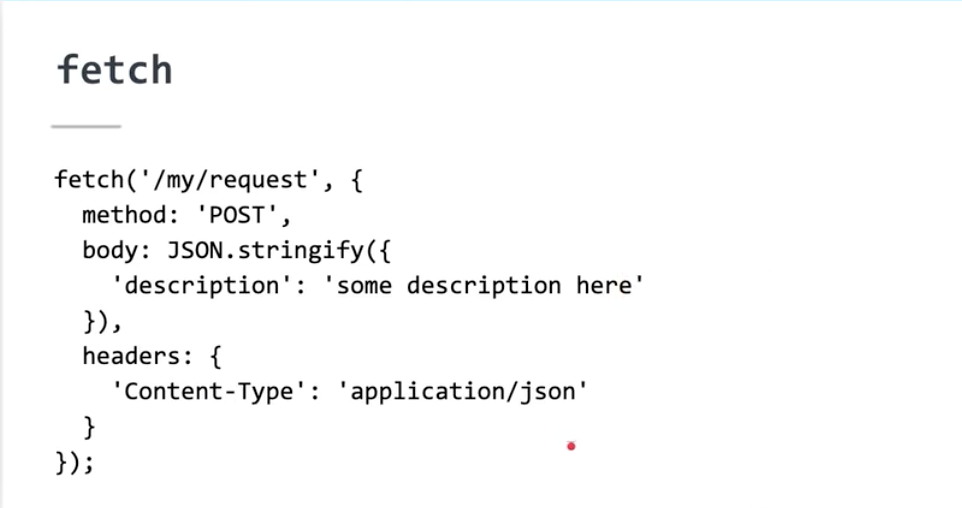 fetch
fetch('/my/request', {
  method: 'POST',
  body: JSON.stringify({
    'description': 'some description here'
  }),
  headers: {
    'Content-Type': 'application/json'
  }
});